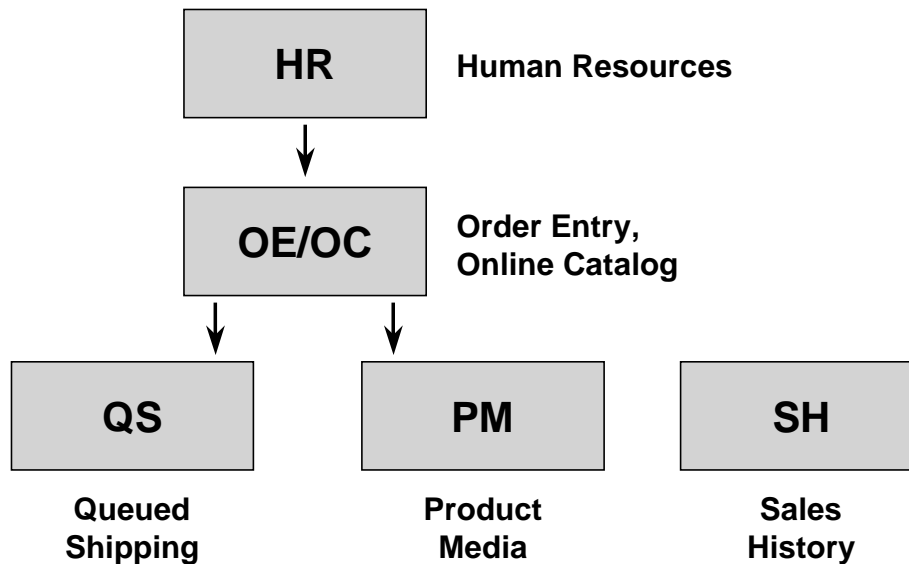 HR
Human Resources
OE/OC
Order Entry,
Online Catalog
QS
PM
SH
Queued
Shipping
Product
Media
Sales
History